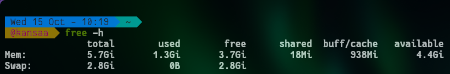 Wed 15 Oct - 10:19 ~
@hansea free -h
total used free shared buff/cache available
Mem: 5.7Gi 1.3Gi 3.7Gi 18Mi 938Mi 4.4Gi
Swap: 2.8Gi 0B 2.8Gi